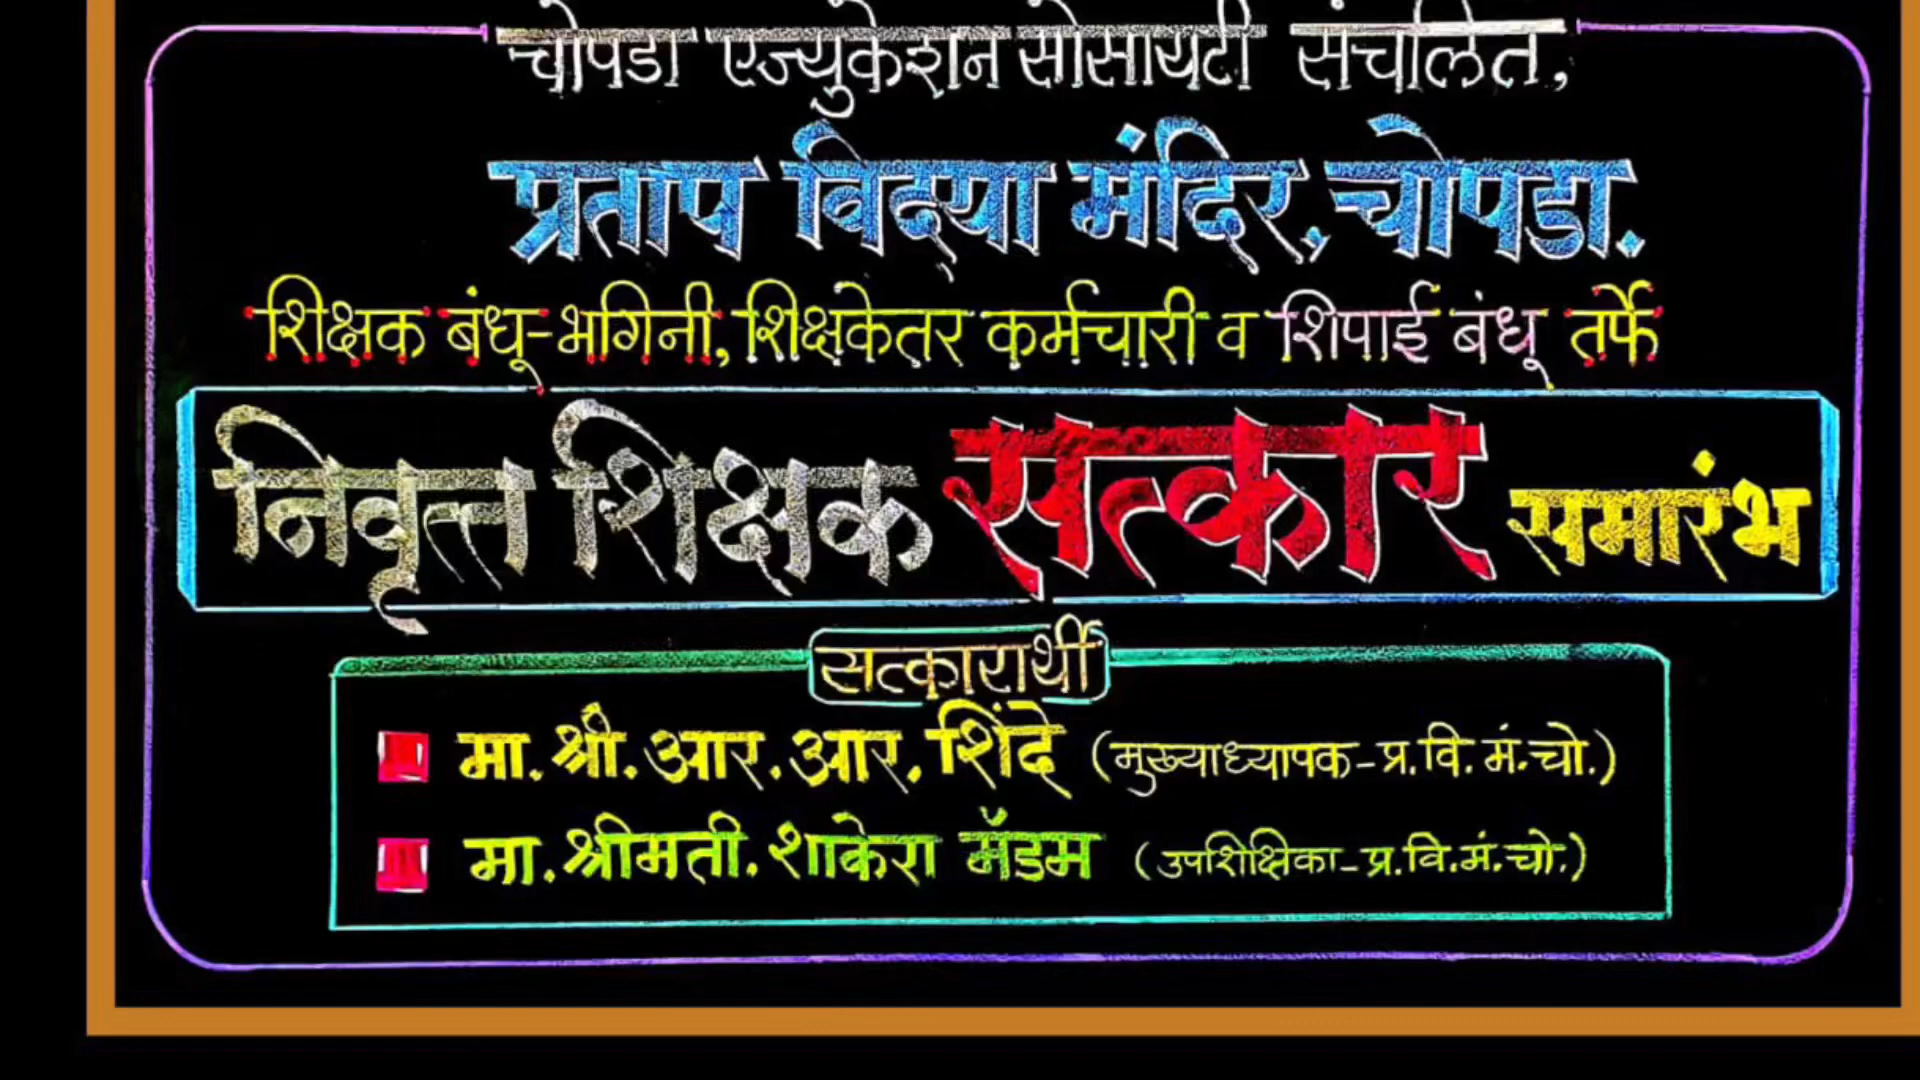 चोपडा एज्युकेशन सोसायटी संचलित,
प्रताप विद्या मंदिर, चोपडा.
शिक्षक बंधू-भगिनी, शिक्षकेतर कर्मचारी व शिपाई बंधू तर्फे
निवृत्त शिक्षक सत्कार समारंभ
सत्कारार्थी
मा. श्री. आर. आर. शिंदे (मुख्याध्यापक-प्र. वि. मं. चो.)
मा. श्रीमती. शाकेरा मॅडम (उपशिक्षिका-प्र. वि. मं. चो.)